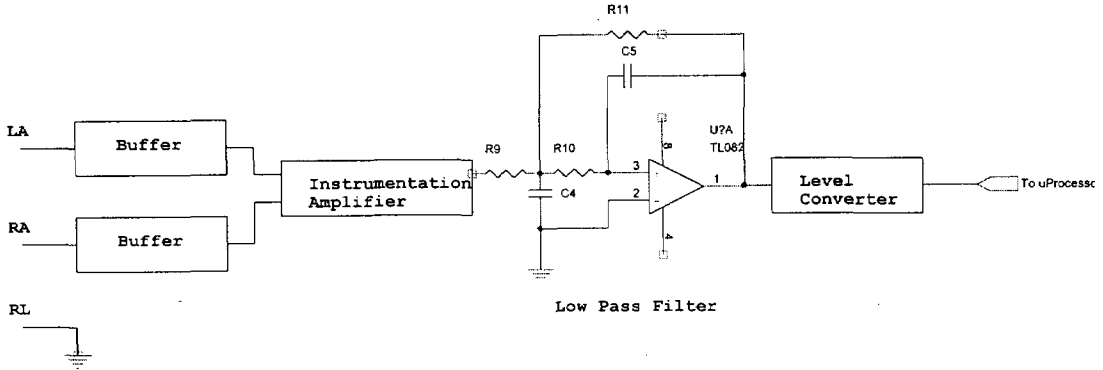 R11
C5
LA
Buffer
U?A
TL082
8
R9
R10
3
1
Instrumentation
Amplifier
Level
Converter
To uProcesso
C4
2
RA
Buffer
4
Low Pass Filter
RL